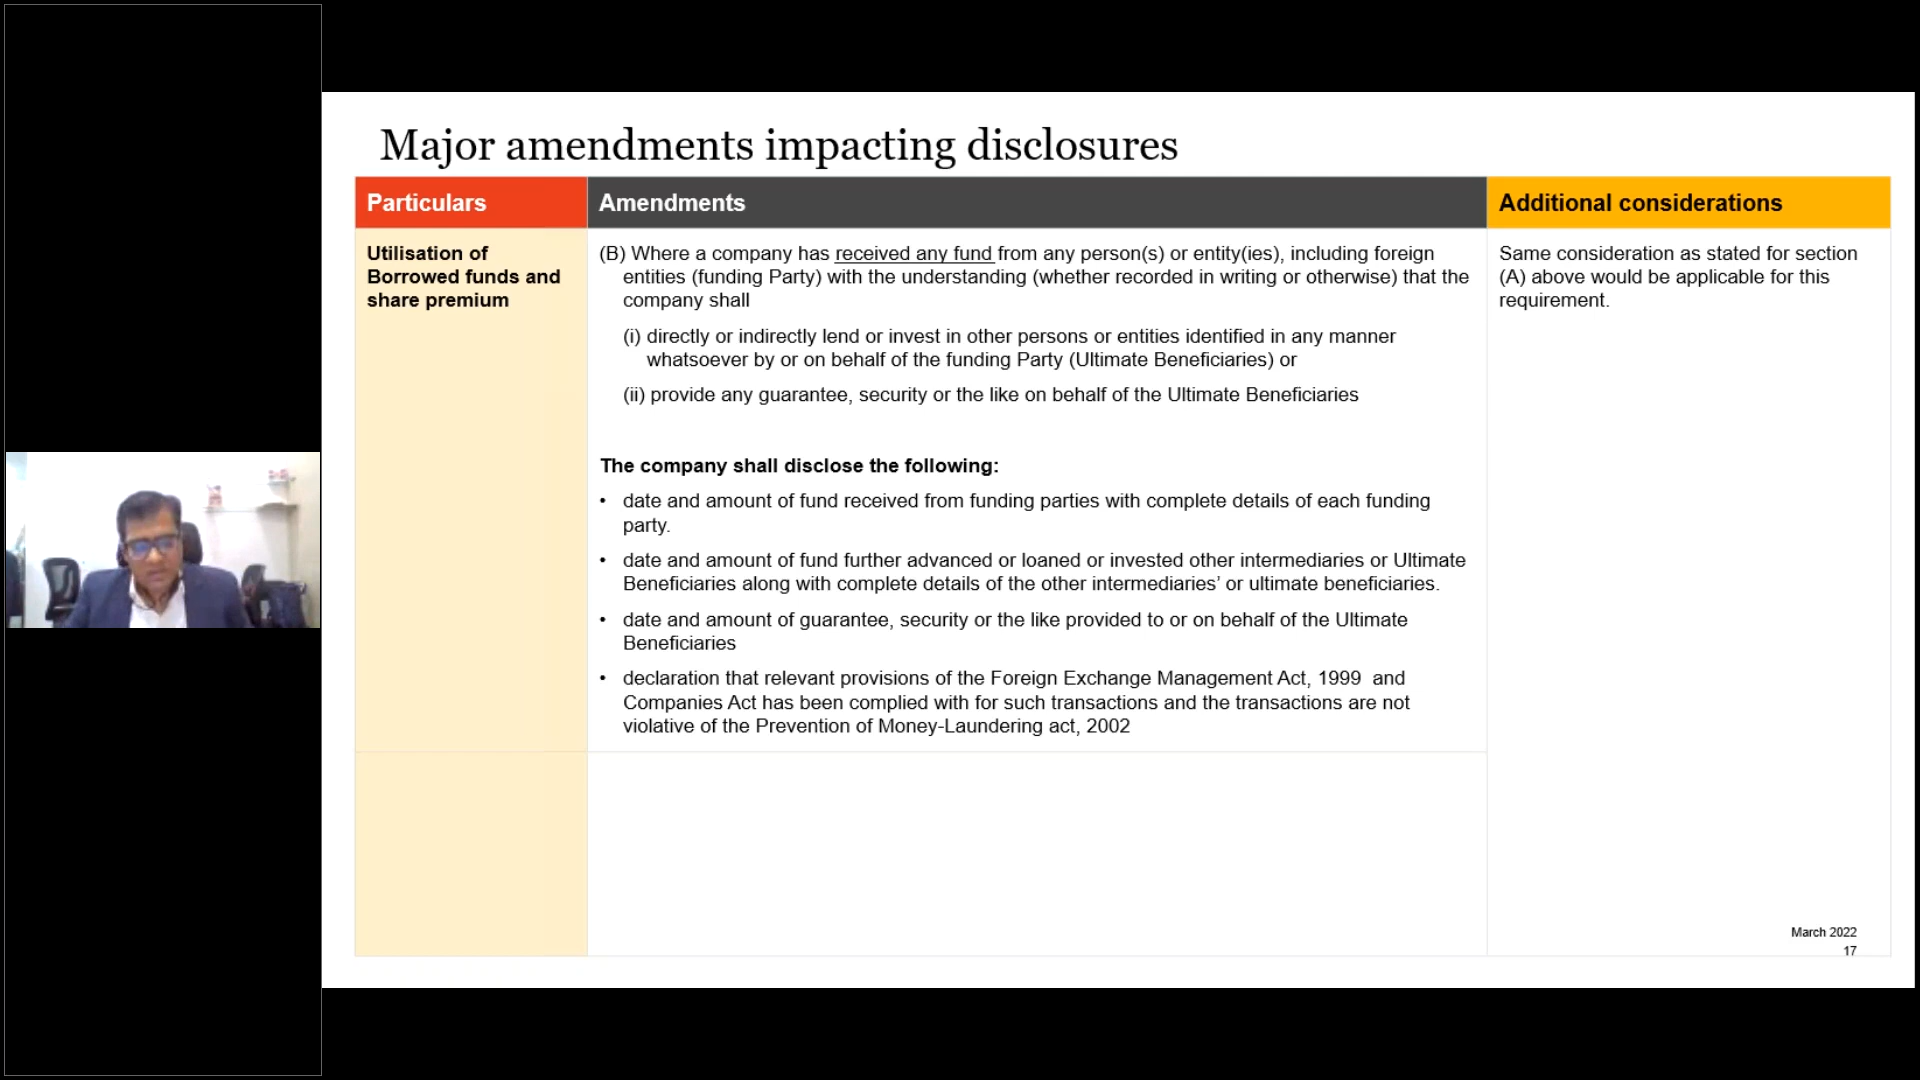 Major amendments impacting disclosures
Particulars
Amendments
Additional considerations
Utilisation of
Borrowed funds and
share premium
(B) Where a company has received any fund from any person(s) or entity(ies), including foreign
entities (funding Party) with the understanding (whether recorded in writing or otherwise) that the
company shall
(i) directly or indirectly lend or invest in other persons or entities identified in any manner
whatsoever by or on behalf of the funding Party (Ultimate Beneficiaries) or
(ii) provide any guarantee, security or the like on behalf of the Ultimate Beneficiaries
The company shall disclose the following:
• date and amount of fund received from funding parties with complete details of each funding
party.
• date and amount of fund further advanced or loaned or invested other intermediaries or Ultimate
Beneficiaries along with complete details of the other intermediaries’ or ultimate beneficiaries.
• date and amount of guarantee, security or the like provided to or on behalf of the Ultimate
Beneficiaries
• declaration that relevant provisions of the Foreign Exchange Management Act, 1999 and
Companies Act has been complied with for such transactions and the transactions are not
violative of the Prevention of Money-Laundering act, 2002
Same consideration as stated for section
(A) above would be applicable for this
requirement.
March 2022
17